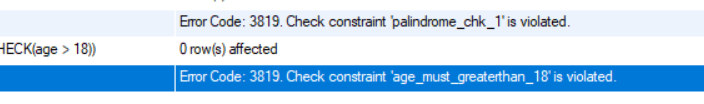 Error Code: 3819. Check constraint 'palindrome_chk_1' is violated.
HECK(age > 18)) 0 row(s) affected
Error Code: 3819. Check constraint 'age_must_greaterthan_18' is violated.